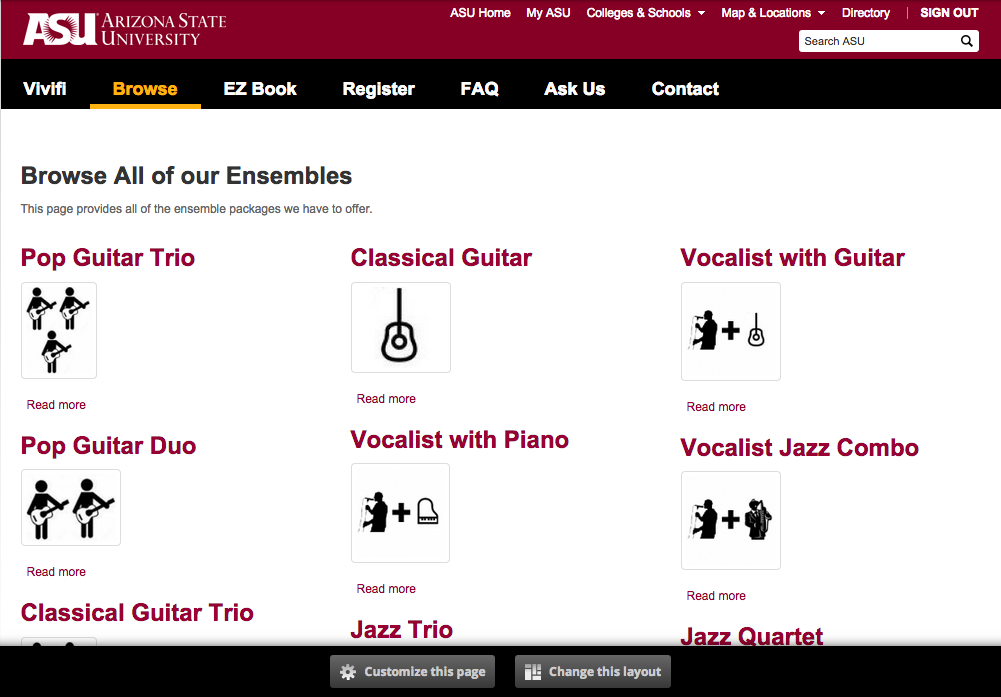 ASU ARIZONA STATE UNIVERSITY
ASU Home My ASU Colleges & Schools Map & Locations Directory SIGN OUT
Search ASU
Vivifi Browse EZ Book Register FAQ Ask Us Contact
Browse All of our Ensembles
This page provides all of the ensemble packages we have to offer.
Pop Guitar Trio
Read more
Pop Guitar Duo
Read more
Classical Guitar Trio
Classical Guitar
Read more
Vocalist with Piano
Read more
Jazz Trio
Vocalist with Guitar
Read more
Vocalist Jazz Combo
Read more
Jazz Quartet
Customize this page Change this layout